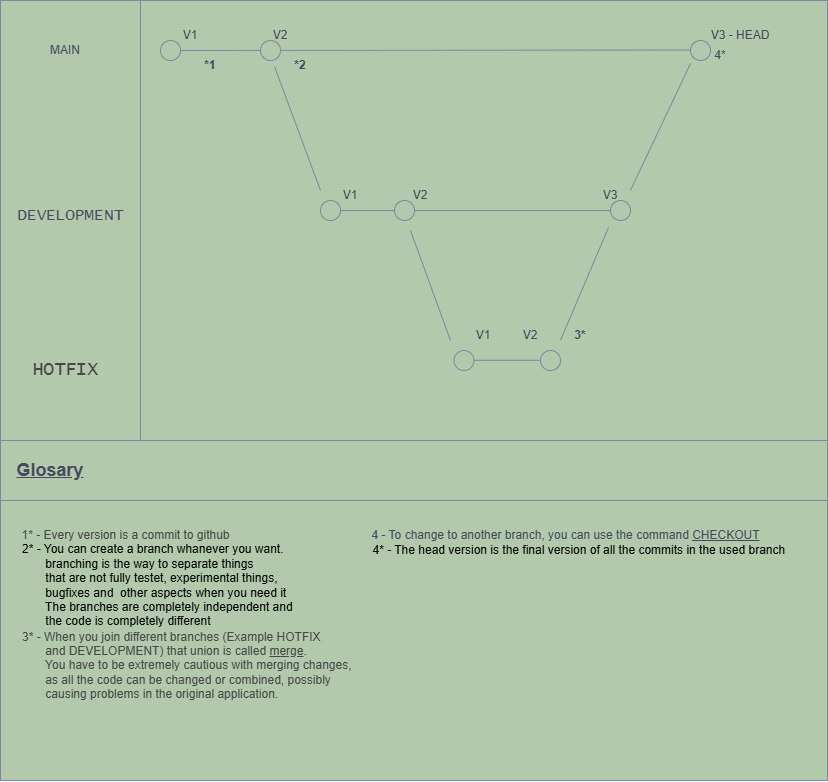 V1
V2
V3 - HEAD
MAIN
4*
*1
*2
V1
V2
V3
DEVELOPMENT
V1
V2
3*
HOTFIX
Glosary
1* - Every version is a commit to github
2* - You can create a branch whanever you want.
branching is the way to separate things
that are not fully testet, experimental things,
bugfixes and other aspects when you need it
The branches are completely independent and
the code is completely different
3* - When you join different branches (Example HOTFIX
and DEVELOPMENT) that union is called merge.
You have to be extremely cautious with merging changes,
as all the code can be changed or combined, possibly
causing problems in the original application.
4 - To change to another branch, you can use the command CHECKOUT
4* - The head version is the final version of all the commits in the used branch